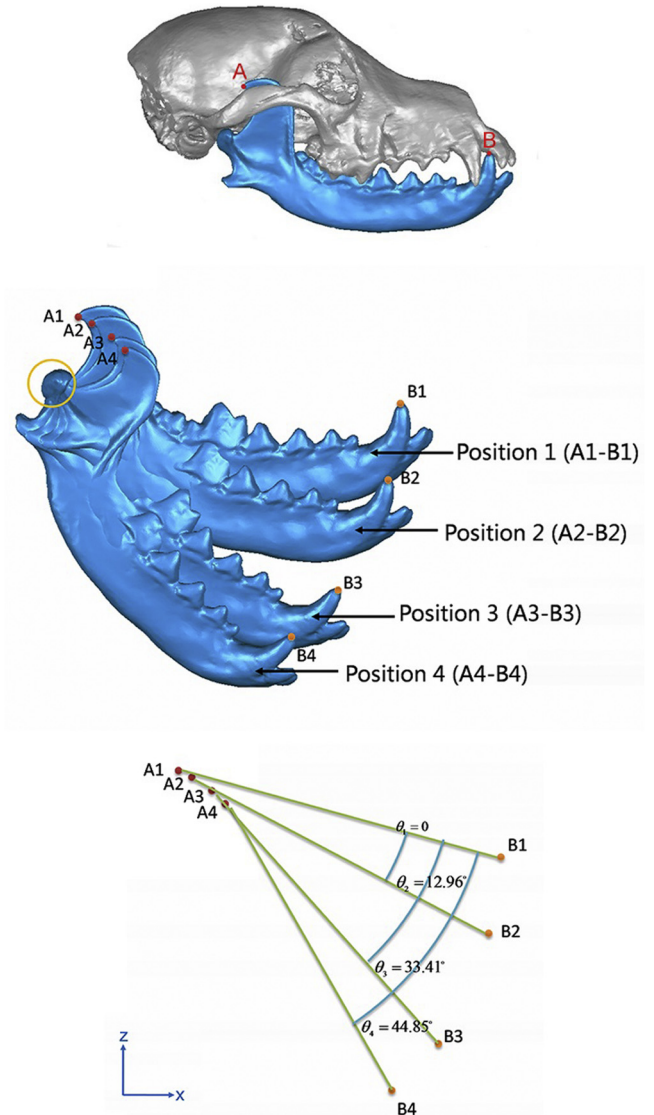 A
B
A1
A2
A3
A4
B1
Position 1 (A1-B1)
B2
Position 2 (A2-B2)
B3
Position 3 (A3-B3)
B4
Position 4 (A4-B4)
A1
A2
A3
A4
θ₁=0
B1
θ₂=12.96°
B2
θ₃=33.41°
θ₄=44.85°
B3
z
x
B4